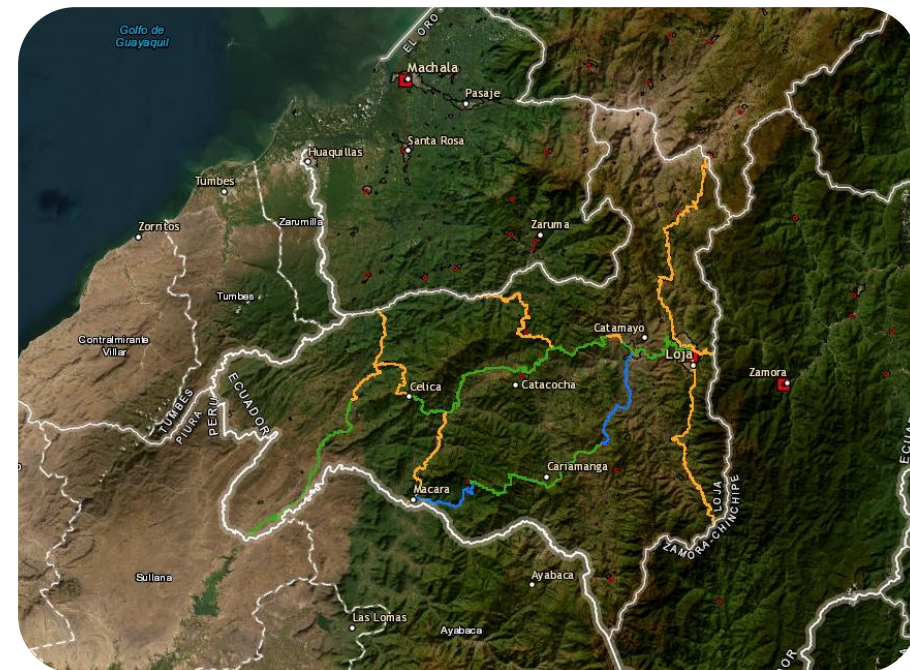 Golfo de
Guayaquil
EL ORO
Machala
Pasaje
Santa Rosa
Huaquillas
Tumbes
Zarumilla
Zorritos
Zaruma
Tumbes
Contralmirante
Villar
Catamayo
Loja
Zamora
Celica
Catacocha
TUMBES
PIURA
PERU
ECUADOR
Cariamanga
Macara
LOJA
ZAMORA-CHINCHIPE
Sullana
Ayabaca
Las Lomas
Ayabaca